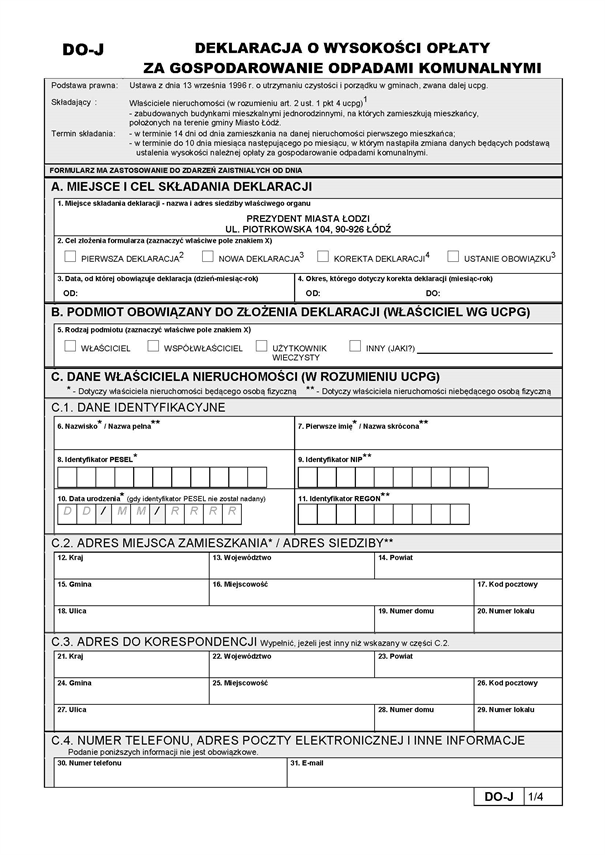 DO-J
DEKLARACJA O WYSOKOŚCI OPŁATY
ZA GOSPODAROWANIE ODPADAMI KOMUNALNYMI
Podstawa prawna: Ustawa z dnia 13 września 1996 r. o utrzymaniu czystości i porządku w gminach, zwana dalej ucpg.
Składający : Właściciele nieruchomości (w rozumieniu art. 2 ust. 1 pkt 4 ucpg)1
- zabudowanych budynkami mieszkalnymi jednorodzinnymi, na których zamieszkują mieszkańcy,
położonych na terenie gminy Miasto Łódź.
Termin składania: - w terminie 14 dni od dnia zamieszkania na danej nieruchomości pierwszego mieszkańca;
- w terminie do 10 dnia miesiąca następującego po miesiącu, w którym nastąpiła zmiana danych będących podstawą
ustalenia wysokości należnej opłaty za gospodarowanie odpadami komunalnymi.
FORMULARZ MA ZASTOSOWANIE DO ZDARZEŃ ZAISTNIAŁYCH OD DNIA
A. MIEJSCE I CEL SKŁADANIA DEKLARACJI
1. Miejsce składania deklaracji - nazwa i adres siedziby właściwego organu
PREZYDENT MIASTA ŁODZI
UL. PIOTRKOWSKA 104, 90-926 ŁÓDŹ
2. Cel złożenia formularza (zaznaczyć właściwe pole znakiem X)
PIERWSZA DEKLARACJA2 NOWA DEKLARACJA3 KOREKTA DEKLARACJI4 USTANIE OBOWIĄZKU3
3. Data, od której obowiązuje deklaracja (dzień-miesiąc-rok) 4. Okres, którego dotyczy korekta deklaracji (miesiąc-rok)
OD: OD: DO:
B. PODMIOT OBOWIĄZANY DO ZŁOŻENIA DEKLARACJI (WŁAŚCICIEL WG UCPG)
5. Rodzaj podmiotu (zaznaczyć właściwe pole znakiem X)
WŁAŚCICIEL WSPÓŁWŁAŚCICIEL UŻYTKOWNIK INNY (JAKI?)
WIECZYSTY
C. DANE WŁAŚCICIELA NIERUCHOMOŚCI (W ROZUMIENIU UCPG)
* - Dotyczy właściciela nieruchomości będącego osobą fizyczną ** - Dotyczy właściciela nieruchomości niebędącego osobą fizyczną
C.1. DANE IDENTYFIKACYJNE
6. Nazwisko* / Nazwa pełna** 7. Pierwsze imię* / Nazwa skrócona**
8. Identyfikator PESEL* 9. Identyfikator NIP**
10. Data urodzenia* (gdy identyfikator PESEL nie został nadany) 11. Identyfikator REGON**
D D / M M / R R R R
C.2. ADRES MIEJSCA ZAMIESZKANIA* / ADRES SIEDZIBY**
12. Kraj 13. Województwo 14. Powiat
15. Gmina 16. Miejscowość 17. Kod pocztowy
18. Ulica 19. Numer domu 20. Numer lokalu
C.3. ADRES DO KORESPONDENCJI Wypełnić, jeżeli jest inny niż wskazany w części C.2.
21. Kraj 22. Województwo 23. Powiat
24. Gmina 25. Miejscowość 26. Kod pocztowy
27. Ulica 28. Numer domu 29. Numer lokalu
C.4. NUMER TELEFONU, ADRES POCZTY ELEKTRONICZNEJ I INNE INFORMACJE
Podanie poniższych informacji nie jest obowiązkowe.
30. Numer telefonu 31. E-mail
DO-J 1/4